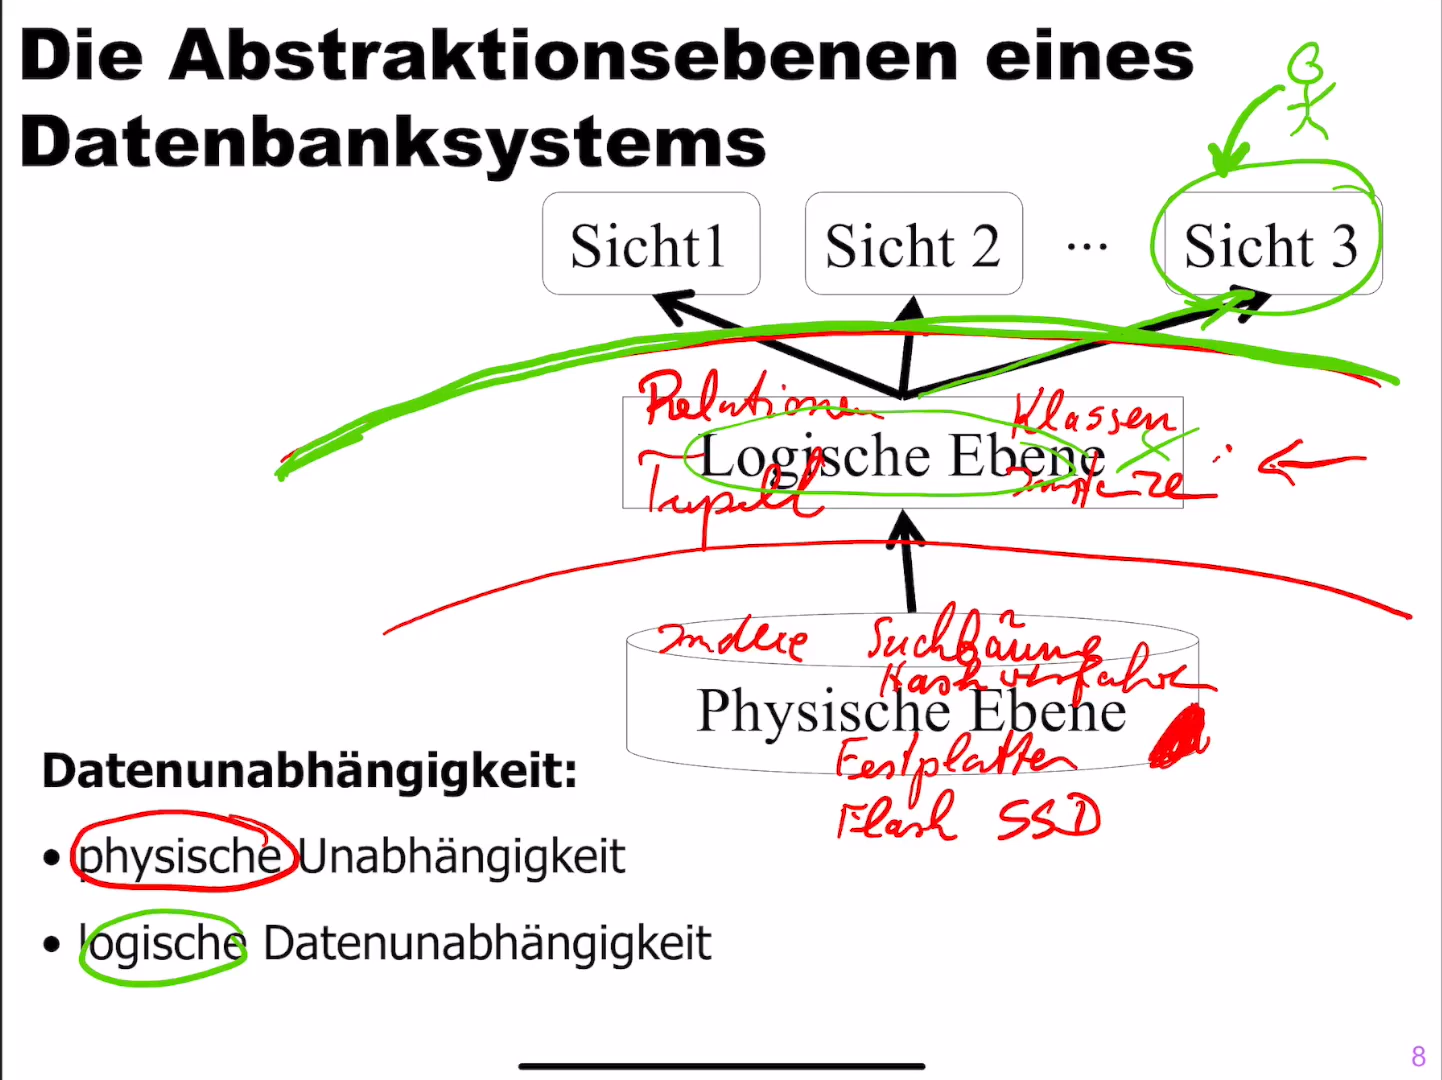 Die Abstraktionsebenen eines
Datenbanksystems
Sicht1 Sicht 2 ... Sicht 3
Relationen Klassen
Logische Ebene
Tupel
Indexe Suchbäume
Hashverfahren
Physische Ebene
Festplatten
Flash SSD
Datenunabhängigkeit:
• physische Unabhängigkeit
• logische Datenunabhängigkeit
8